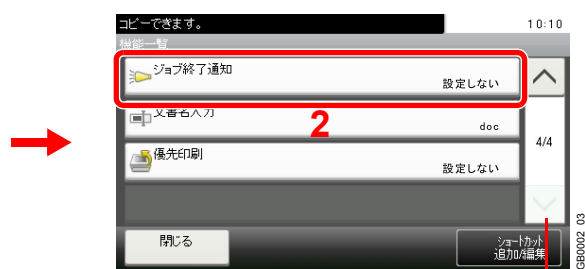 コピーできます。 10:10
機能一覧
ジョブ終了通知
設定しない
2
文書名入力
doc
4/4
優先印刷
設定しない
閉じる
ショートカット
追加/編集
GB0002 03